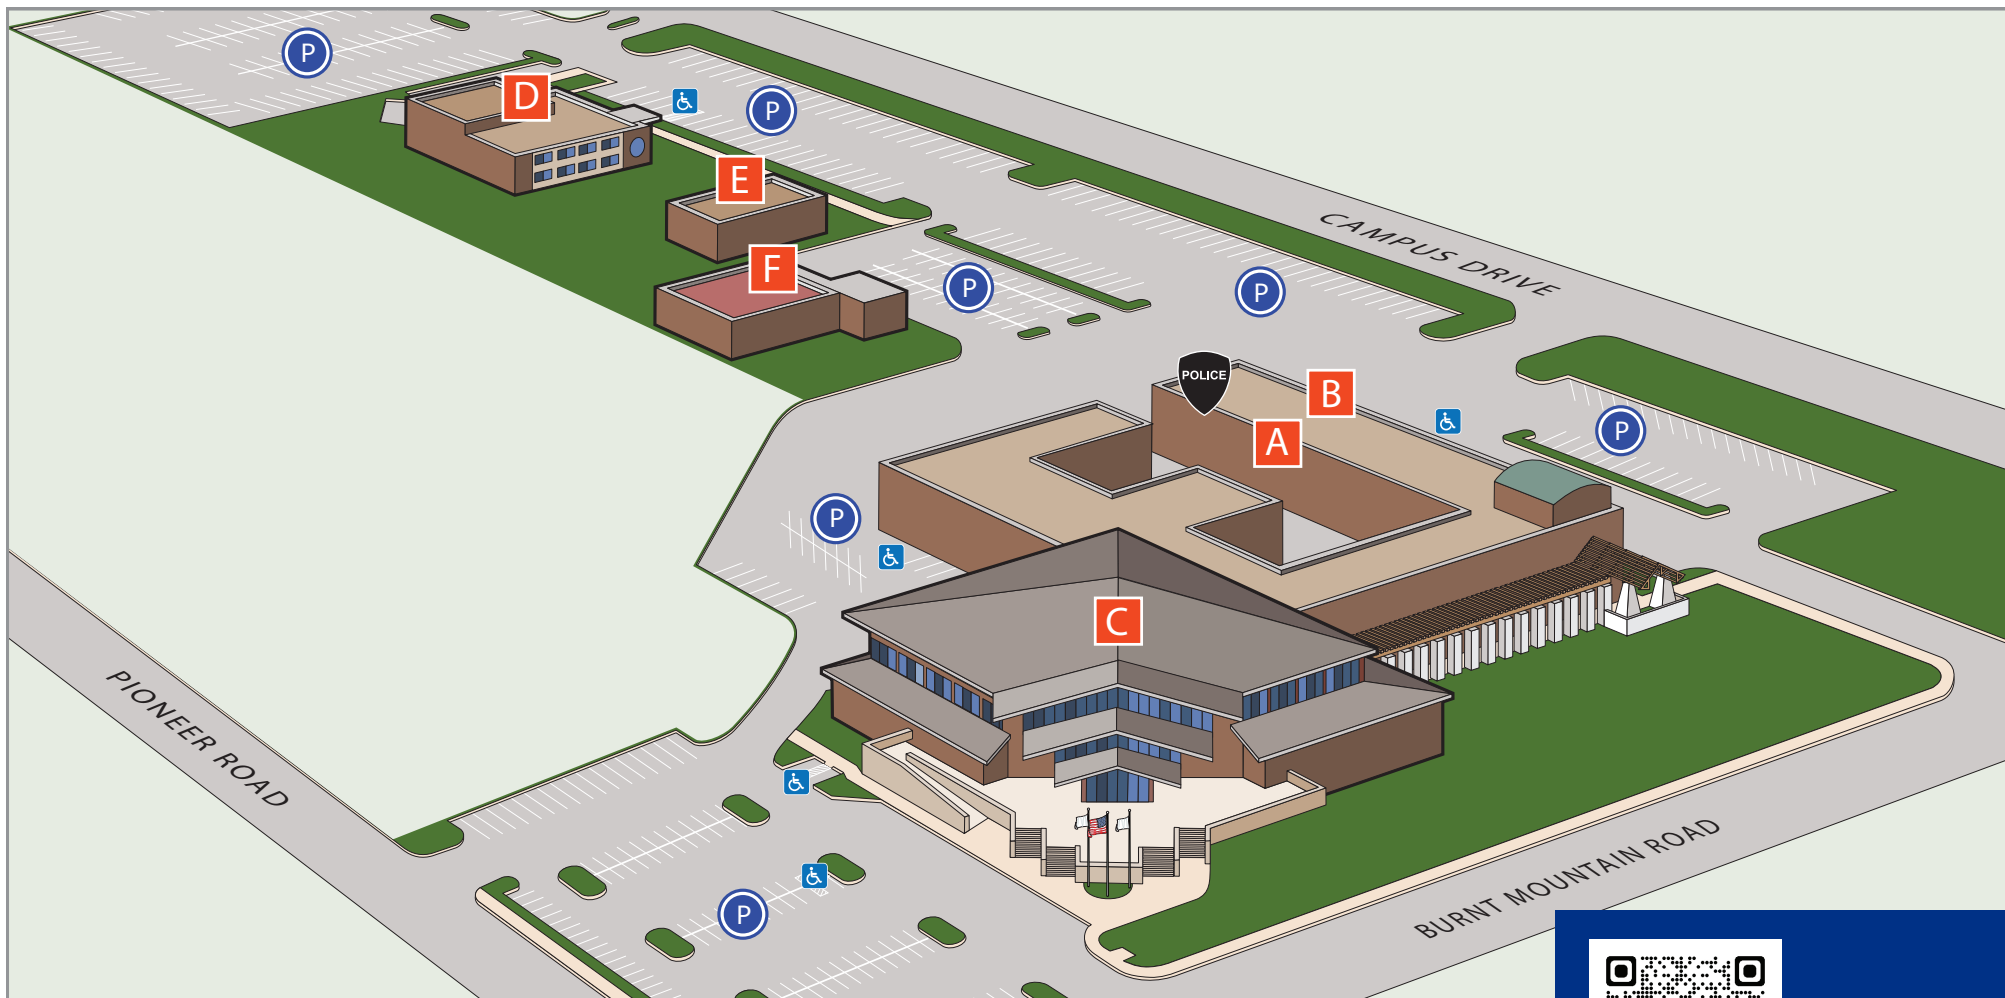 P
D
P
E
CAMPUS DRIVE
F
P
P
POLICE
B
A
P
P
C
PIONEER ROAD
BURNT MOUNTAIN ROAD
P